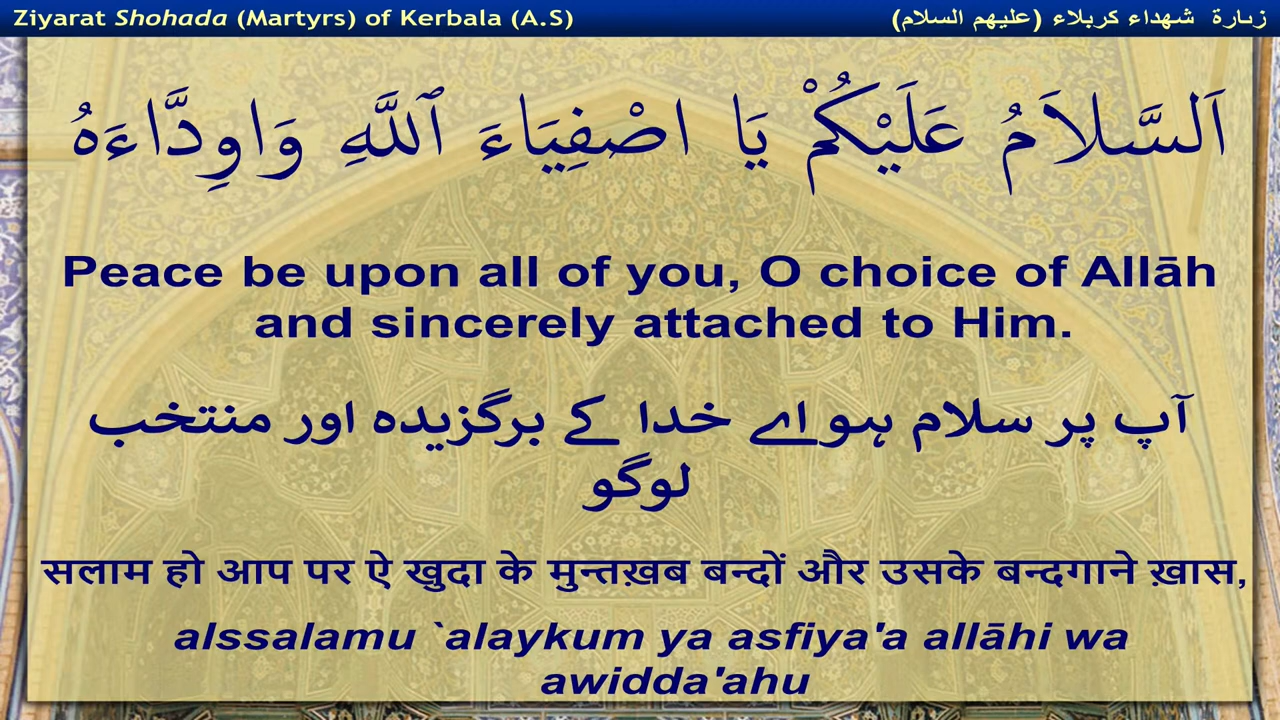 Ziyarat Shohada (Martyrs) of Kerbala (A.S)
زيارة شهداء كربلاء (عليهم السلام)
اَلسَّلاَمُ عَلَيْكُمْ يَا اصْفِيَاءَ ٱللَّهِ وَاوِدَّاءَهُ
Peace be upon all of you, O choice of Allāh
and sincerely attached to Him.
آپ پر سلام ہو اے خدا کے برگزیدہ اور منتخب
لوگو
सलाम हो आप पर ऐ खुदा के मुन्तख़ब बन्दों और उसके बन्दगाने ख़ास,
alssalamu `alaykum ya asfiya'a allāhi wa
awidda'ahu